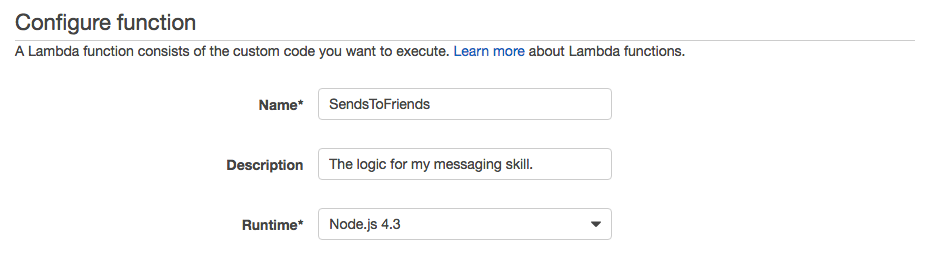 Configure function
A Lambda function consists of the custom code you want to execute. Learn more about Lambda functions.
Name* SendsToFriends
Description The logic for my messaging skill.
Runtime* Node.js 4.3